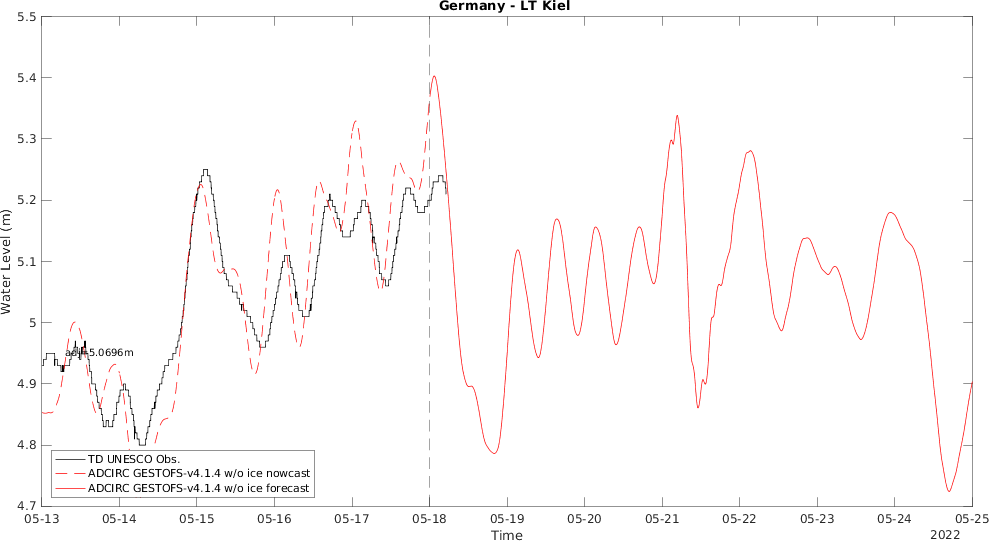 Germany - LT Kiel
5.5
5.4
5.3
5.2
5.1
5
4.9
4.8
4.7
Water Level (m)
TD UNESCO Obs.
ADCIRC GESTOFS-v4.1.4 w/o ice nowcast
ADCIRC GESTOFS-v4.1.4 w/o ice forecast
05-13 05-14 05-15 05-16 05-17 05-18 05-19 05-20 05-21 05-22 05-23 05-24 05-25
Time
2022